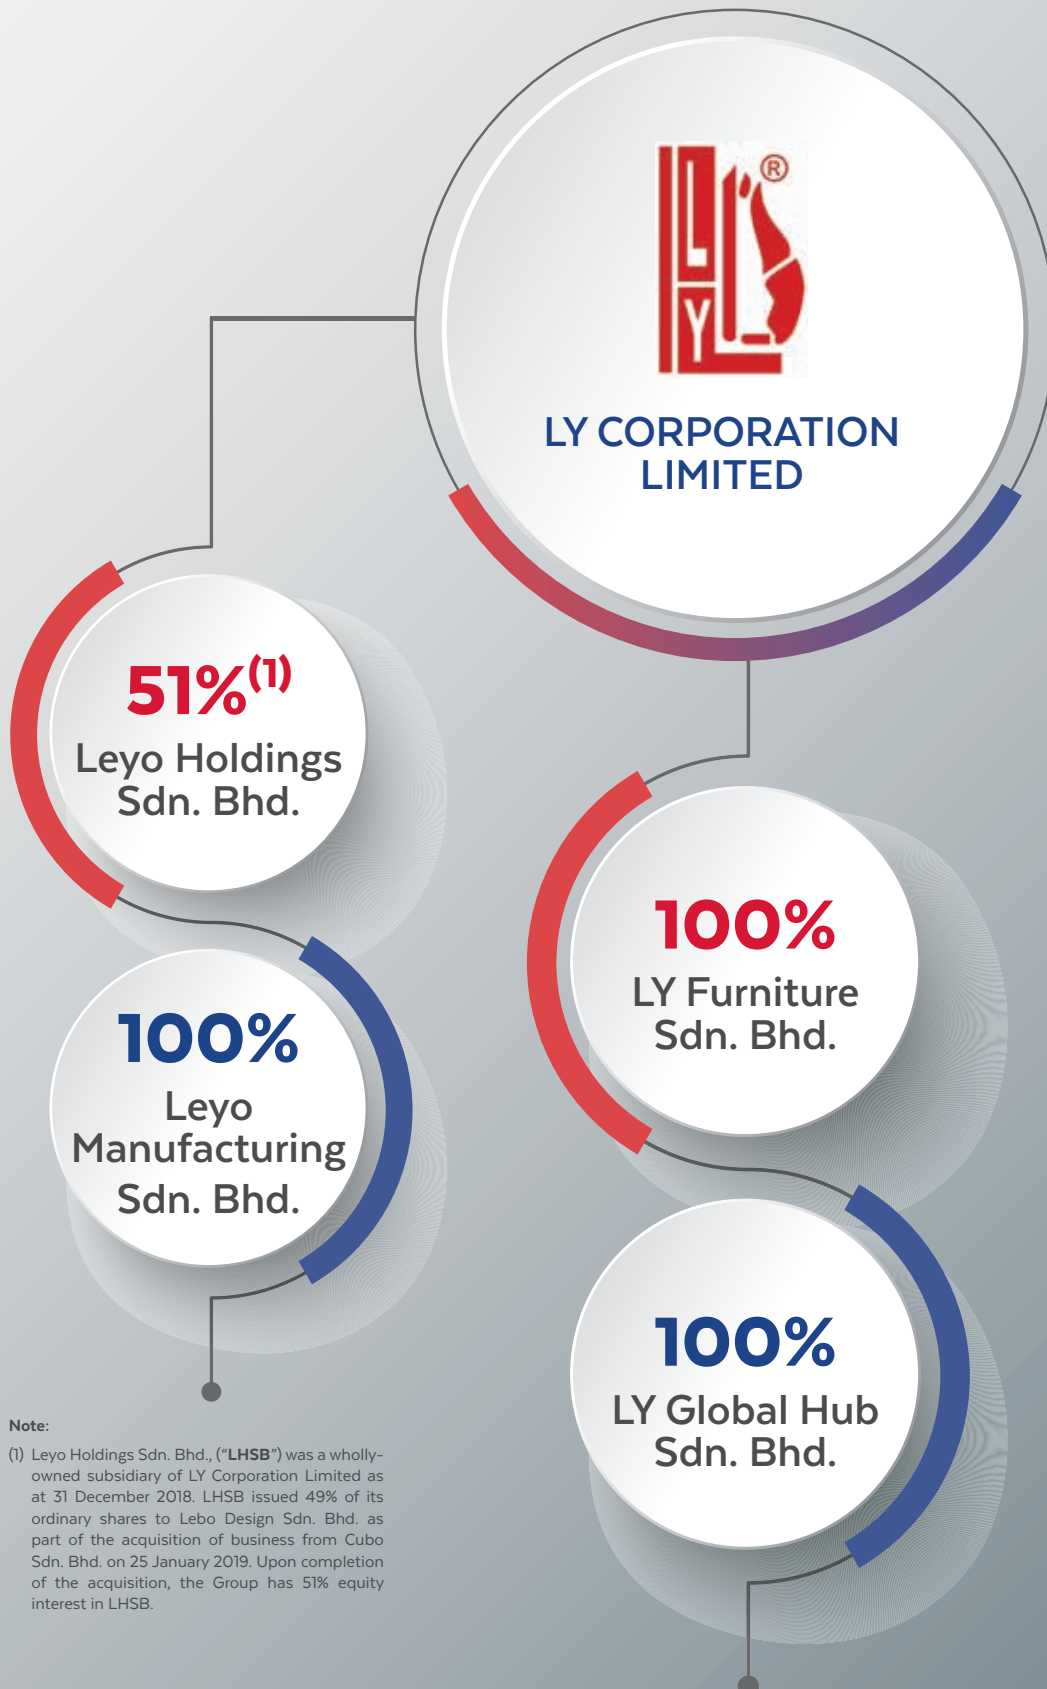 LY
®
LY CORPORATION
LIMITED
51%(1)
Leyo Holdings
Sdn. Bhd.
100%
Leyo
Manufacturing
Sdn. Bhd.
100%
LY Furniture
Sdn. Bhd.
100%
LY Global Hub
Sdn. Bhd.
Note:
(1) Leyo Holdings Sdn. Bhd., (“LHSB”) was a wholly-
owned subsidiary of LY Corporation Limited as
at 31 December 2018. LHSB issued 49% of its
ordinary shares to Lebo Design Sdn. Bhd. as
part of the acquisition of business from Cubo
Sdn. Bhd. on 25 January 2019. Upon completion
of the acquisition, the Group has 51% equity
interest in LHSB.